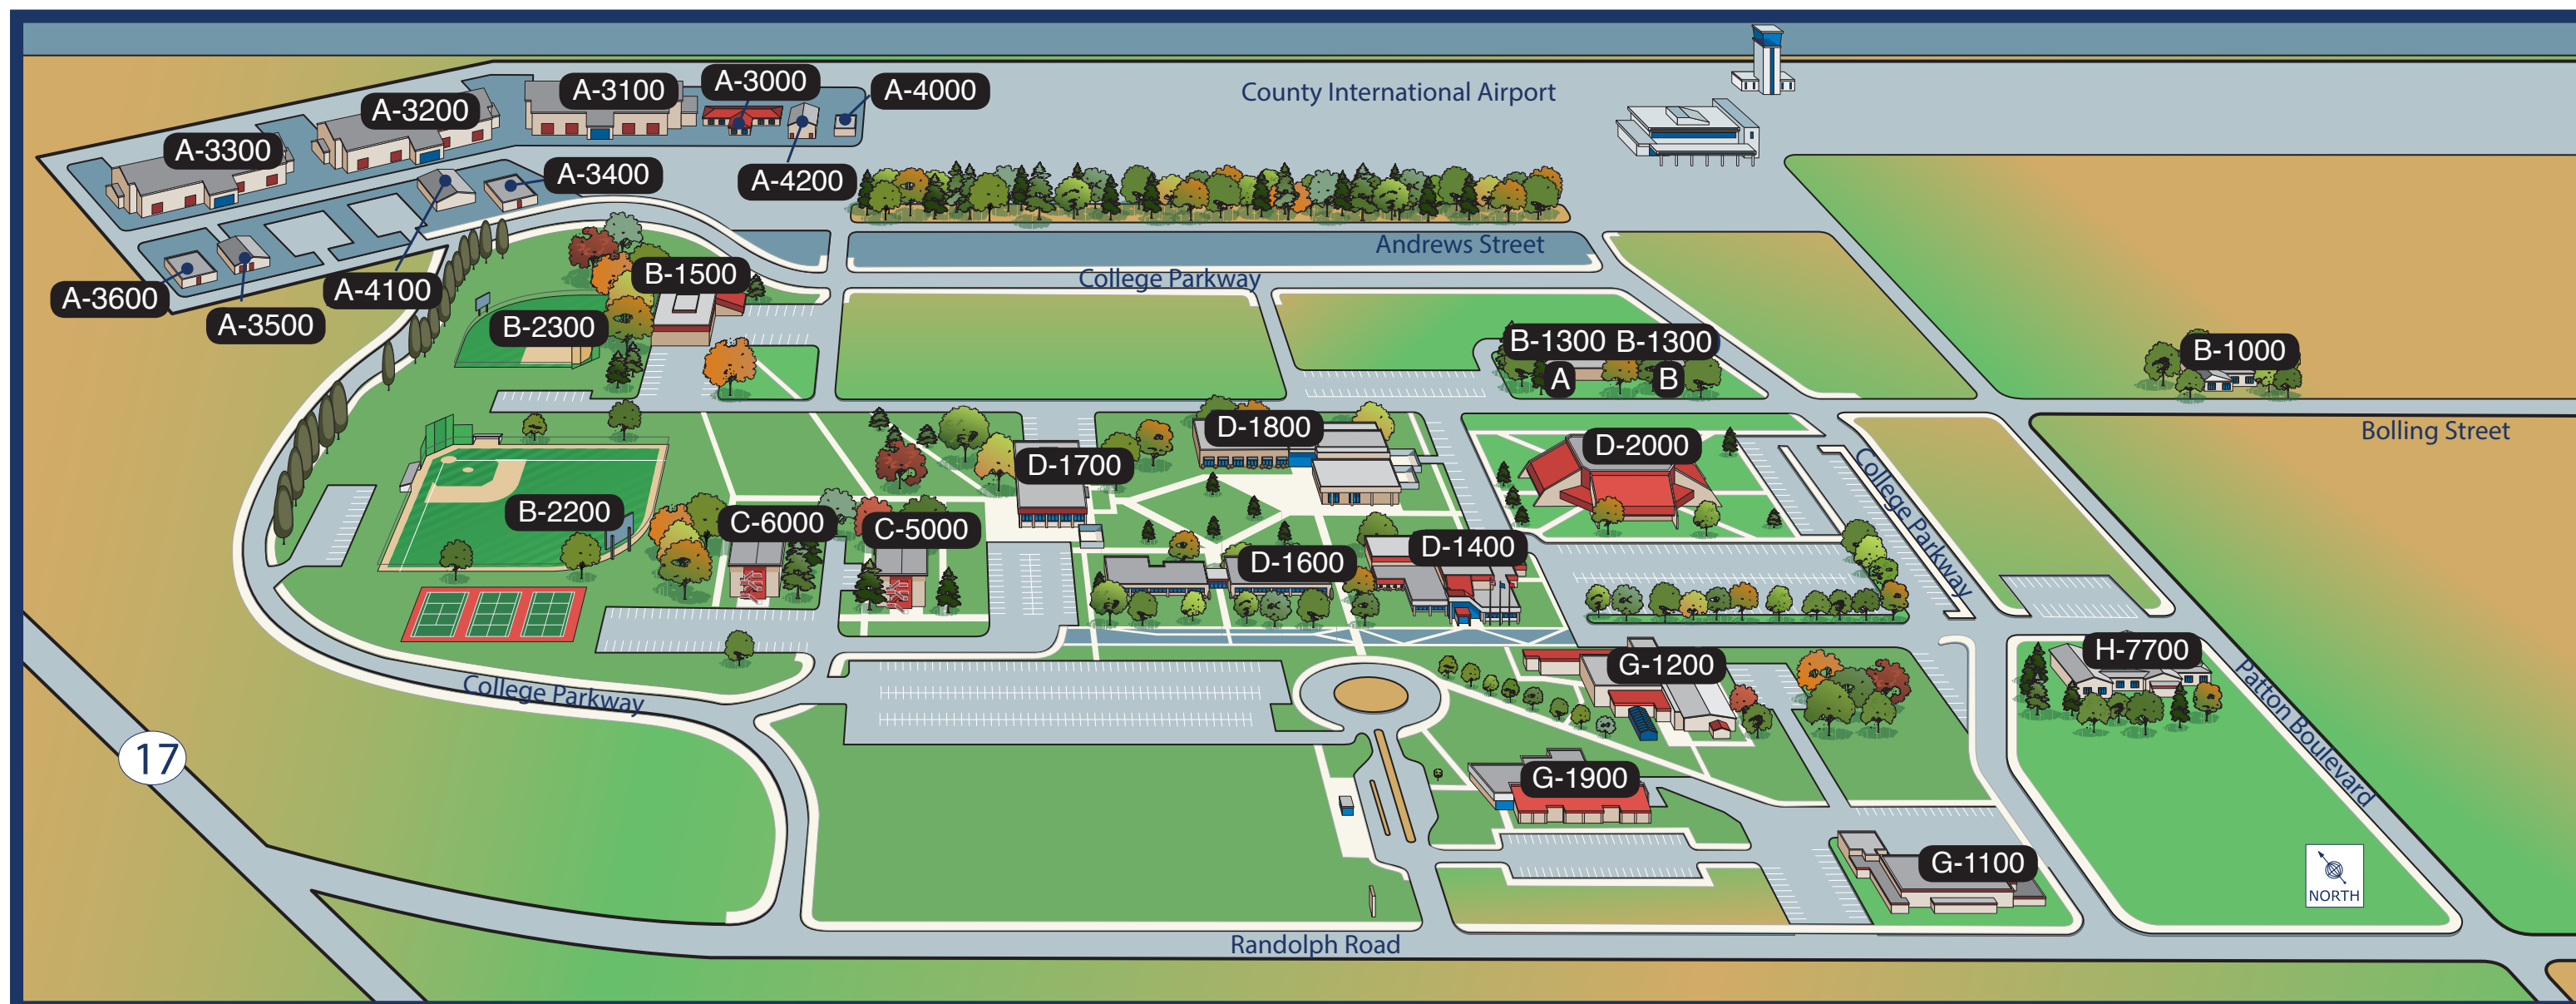 County International Airport
A-3000
A-3100
A-4000
A-3200
A-3300
A-3400
A-4200
Andrews Street
B-1500
College Parkway
A-4100
A-3600
A-3500
B-2300
B-1300 B-1300
A
B
B-1000
Bolling Street
D-1800
D-2000
D-1700
College Parkway
B-2200
C-6000
C-5000
D-1400
D-1600
H-7700
G-1200
College Parkway
Patton Boulevard
17
G-1900
G-1100
NORTH
Randolph Road